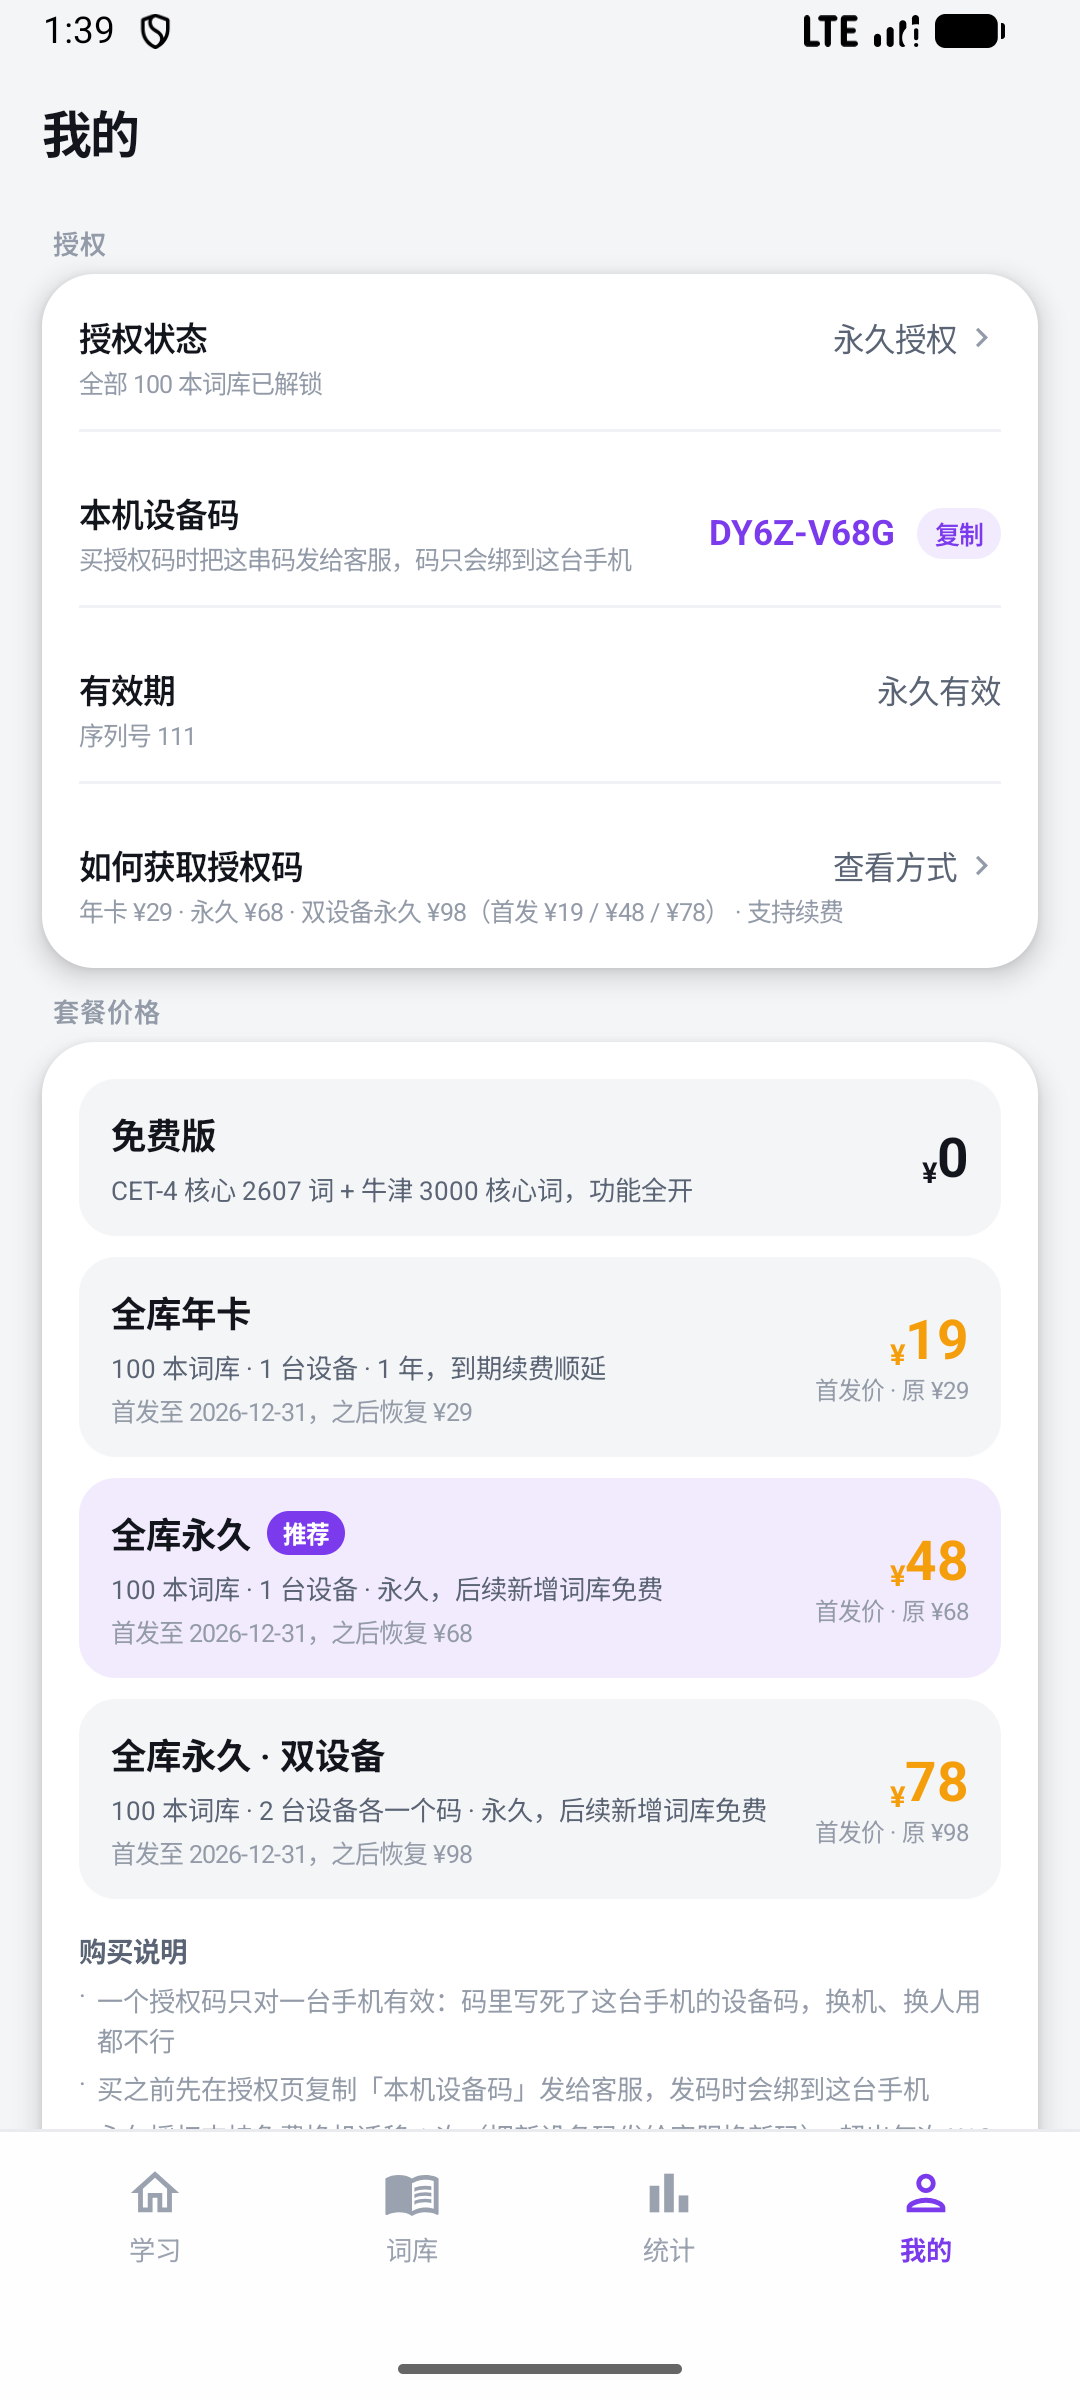 1:39
LTE
我的
授权
授权状态
永久授权
全部 100 本词库已解锁
本机设备码
DY6Z-V68G
复制
买授权码时把这串码发给客服，码只会绑到这台手机
有效期
永久有效
序列号 111
如何获取授权码
查看方式
年卡 ¥29 · 永久 ¥68 · 双设备永久 ¥98（首发 ¥19 / ¥48 / ¥78） · 支持续费
套餐价格
免费版
¥0
CET-4 核心 2607 词 + 牛津 3000 核心词，功能全开
全库年卡
¥19
100 本词库 · 1 台设备 · 1 年，到期续费顺延
首发价 · 原 ¥29
首发至 2026-12-31，之后恢复 ¥29
全库永久
推荐
¥48
100 本词库 · 1 台设备 · 永久，后续新增词库免费
首发价 · 原 ¥68
首发至 2026-12-31，之后恢复 ¥68
全库永久 · 双设备
¥78
100 本词库 · 2 台设备各一个码 · 永久，后续新增词库免费
首发价 · 原 ¥98
首发至 2026-12-31，之后恢复 ¥98
购买说明
· 一个授权码只对一台手机有效：码里写死了这台手机的设备码，换机、换人用
都不行
· 买之前先在授权页复制「本机设备码」发给客服，发码时会绑到这台手机
学习
词库
统计
我的